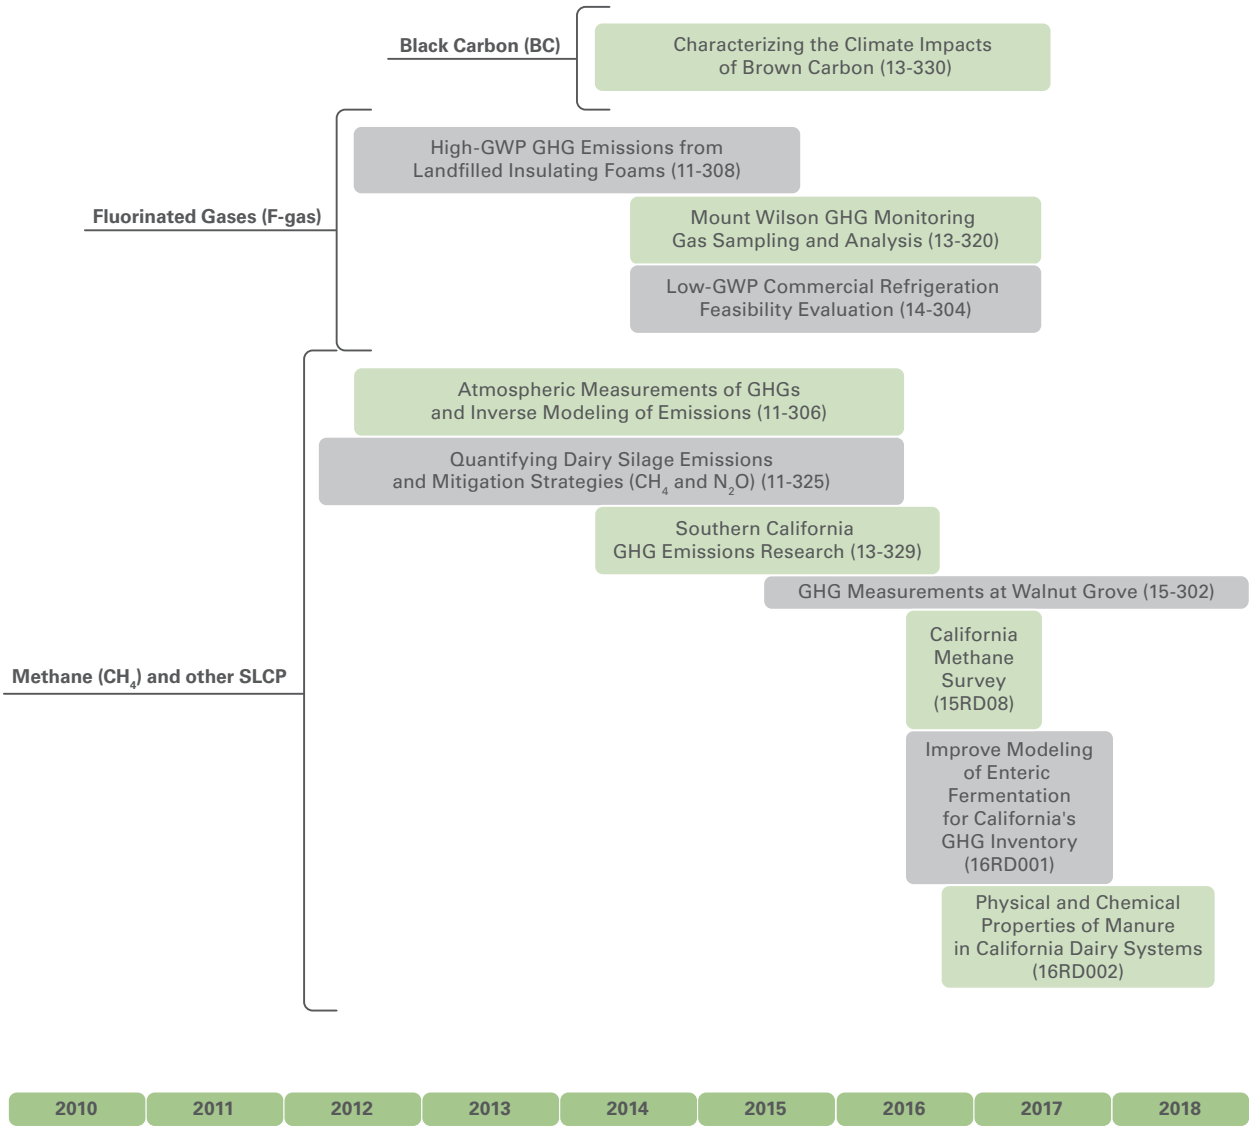 Black Carbon (BC)
Characterizing the Climate Impacts
of Brown Carbon (13-330)
Fluorinated Gases (F-gas)
High-GWP GHG Emissions from
Landfilled Insulating Foams (11-308)
Mount Wilson GHG Monitoring
Gas Sampling and Analysis (13-320)
Low-GWP Commercial Refrigeration
Feasibility Evaluation (14-304)
Methane (CH₄) and other SLCP
Atmospheric Measurements of GHGs
and Inverse Modeling of Emissions (11-306)
Quantifying Dairy Silage Emissions
and Mitigation Strategies (CH₄ and N₂O) (11-325)
Southern California
GHG Emissions Research (13-329)
GHG Measurements at Walnut Grove (15-302)
California
Methane
Survey
(15RD08)
Improve Modeling
of Enteric
Fermentation
for California's
GHG Inventory
(16RD001)
Physical and Chemical
Properties of Manure
in California Dairy Systems
(16RD002)
2010 2011 2012 2013 2014 2015 2016 2017 2018